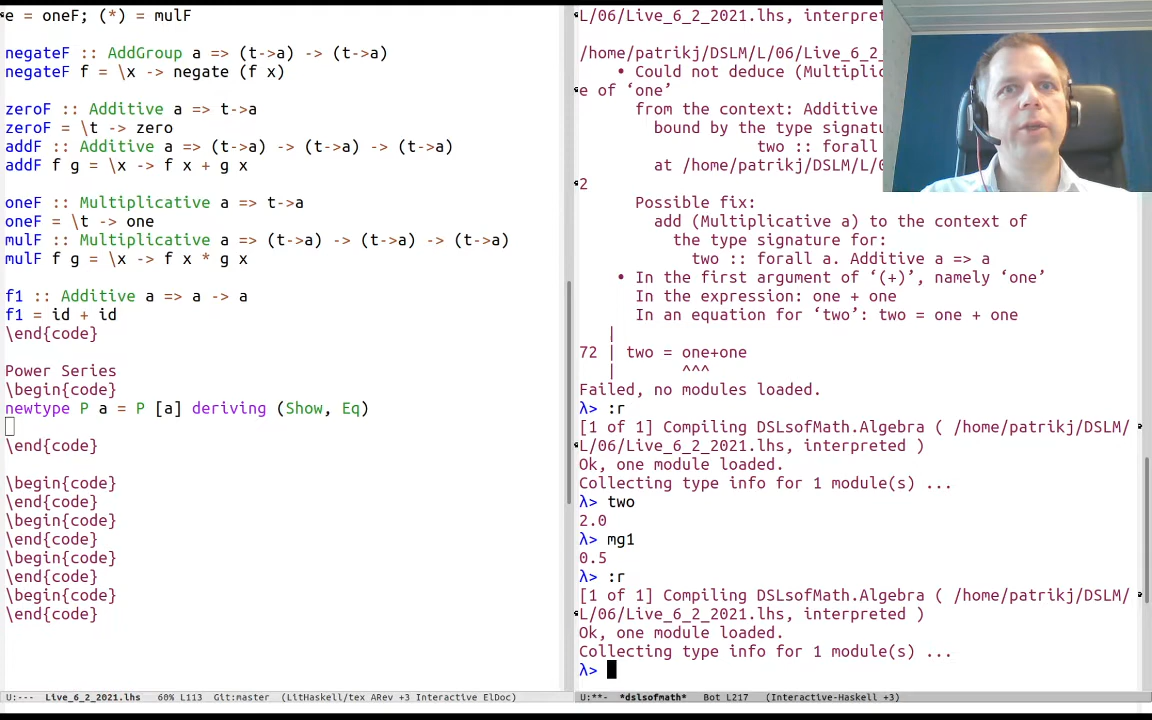 e = oneF; (*) = mulF
negateF :: AddGroup a => (t->a) -> (t->a)
negateF f = \x -> negate (f x)
zeroF :: Additive a => t->a
zeroF = \t -> zero
addF :: Additive a => (t->a) -> (t->a) -> (t->a)
addF f g = \x -> f x + g x
oneF :: Multiplicative a => t->a
oneF = \t -> one
mulF :: Multiplicative a => (t->a) -> (t->a) -> (t->a)
mulF f g = \x -> f x * g x
f1 :: Additive a => a -> a
f1 = id + id
\end{code}
Power Series
\begin{code}
newtype P a = P [a] deriving (Show, Eq)
\end{code}
\begin{code}
\end{code}
\begin{code}
\end{code}
\begin{code}
\end{code}
\begin{code}
\end{code}
U:--- Live_6_2_2021.lhs 60% L113 Git:master (LitHaskell/tex ARev +3 Interactive ElDoc)
L/06/Live_6_2_2021.lhs, interpret
/home/patrikj/DSLM/L/06/Live_6_2_
• Could not deduce (Multiplic
e of ‘one’
from the context: Additive
bound by the type signatu
two :: forall
at /home/patrikj/DSLM/L/0
2
Possible fix:
add (Multiplicative a) to the context of
the type signature for:
two :: forall a. Additive a => a
• In the first argument of ‘(+)’, namely ‘one’
In the expression: one + one
In an equation for ‘two’: two = one + one
|
72 | two = one+one
| ^^^
Failed, no modules loaded.
λ> :r
[1 of 1] Compiling DSLsofMath.Algebra ( /home/patrikj/DSLM/
L/06/Live_6_2_2021.lhs, interpreted )
Ok, one module loaded.
Collecting type info for 1 module(s) ...
λ> two
2.0
λ> mg1
0.5
λ> :r
[1 of 1] Compiling DSLsofMath.Algebra ( /home/patrikj/DSLM/
L/06/Live_6_2_2021.lhs, interpreted )
Ok, one module loaded.
Collecting type info for 1 module(s) ...
λ>
U:**- *dslsofmath* Bot L217 (Interactive-Haskell +3)